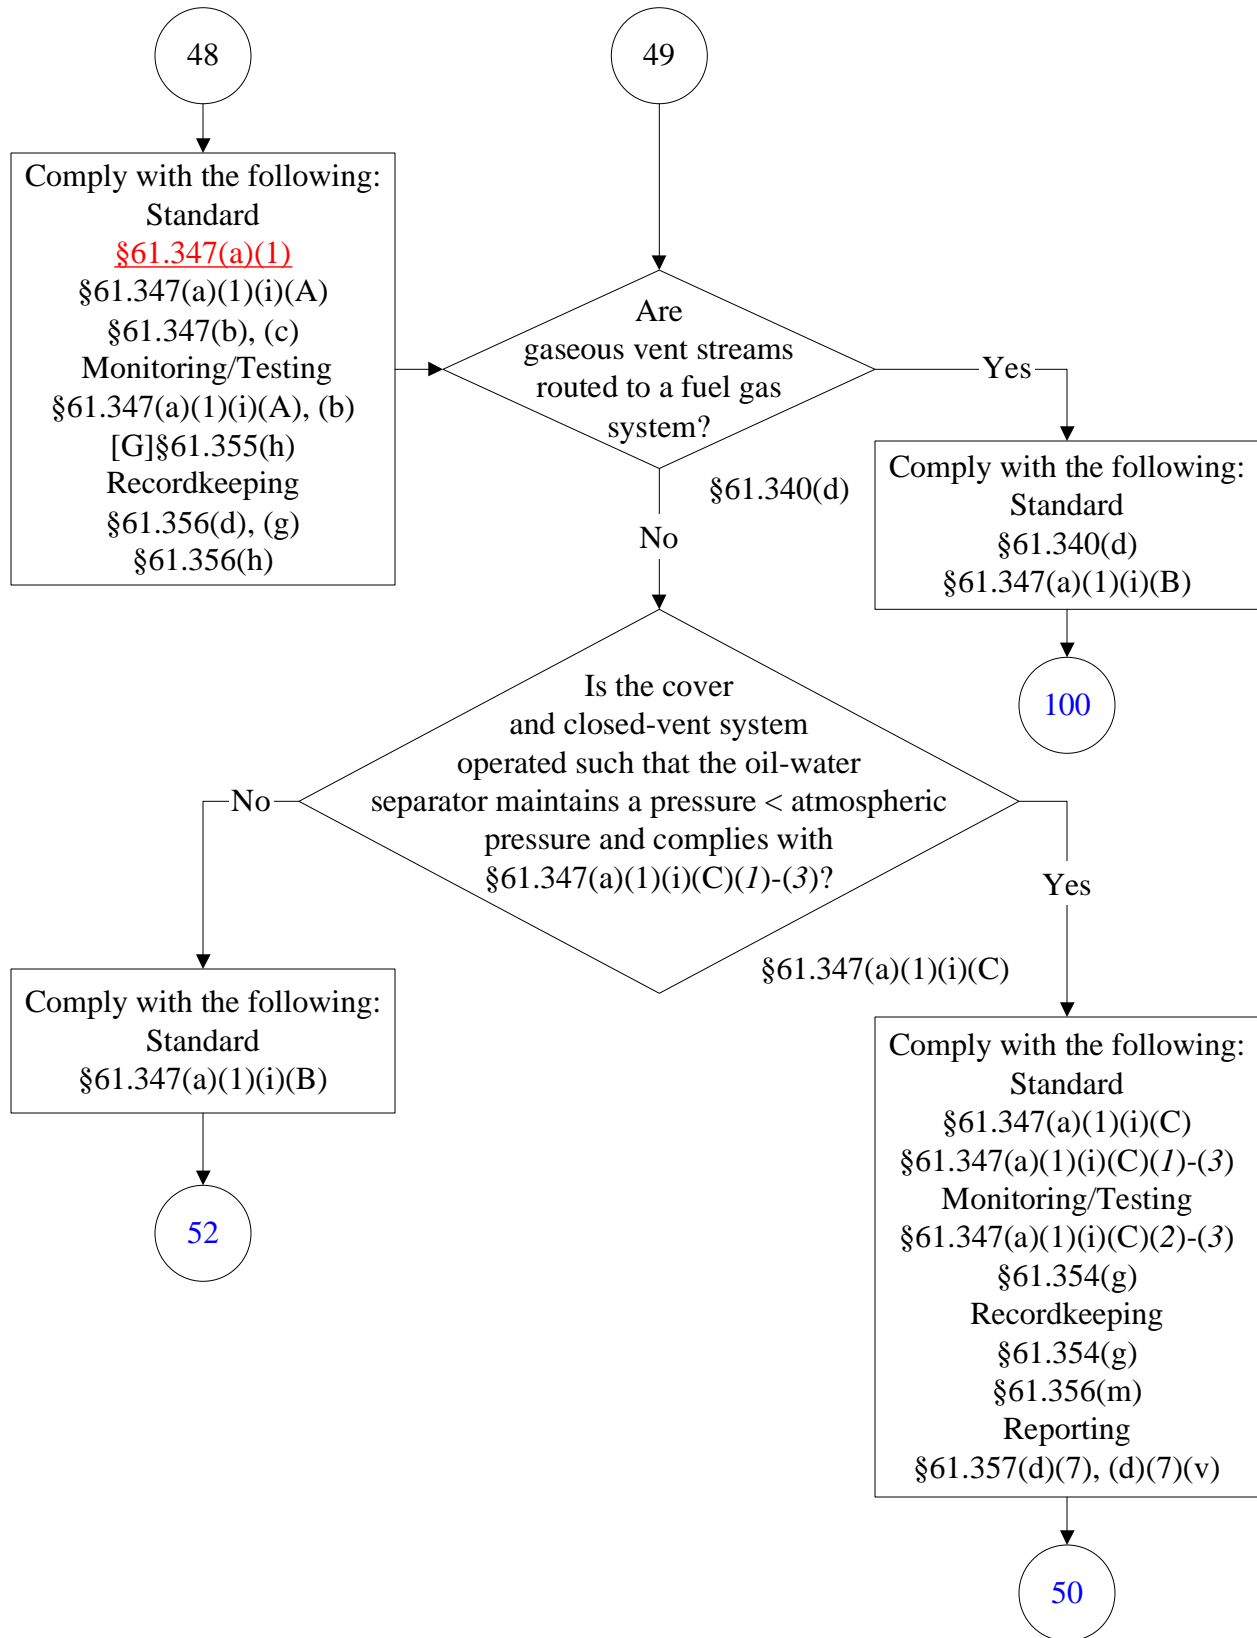 48
49
Comply with the following:
Standard
§61.347(a)(1)
§61.347(a)(1)(i)(A)
§61.347(b), (c)
Monitoring/Testing
§61.347(a)(1)(i)(A), (b)
[G]§61.355(h)
Recordkeeping
§61.356(d), (g)
§61.356(h)
Are
gaseous vent streams
routed to a fuel gas
system?
Yes
§61.340(d)
No
Comply with the following:
Standard
§61.340(d)
§61.347(a)(1)(i)(B)
100
Is the cover
and closed-vent system
operated such that the oil-water
separator maintains a pressure < atmospheric
pressure and complies with
§61.347(a)(1)(i)(C)(1)-(3)?
No
Yes
§61.347(a)(1)(i)(C)
Comply with the following:
Standard
§61.347(a)(1)(i)(B)
52
Comply with the following:
Standard
§61.347(a)(1)(i)(C)
§61.347(a)(1)(i)(C)(1)-(3)
Monitoring/Testing
§61.347(a)(1)(i)(C)(2)-(3)
§61.354(g)
Recordkeeping
§61.354(g)
§61.356(m)
Reporting
§61.357(d)(7), (d)(7)(v)
50